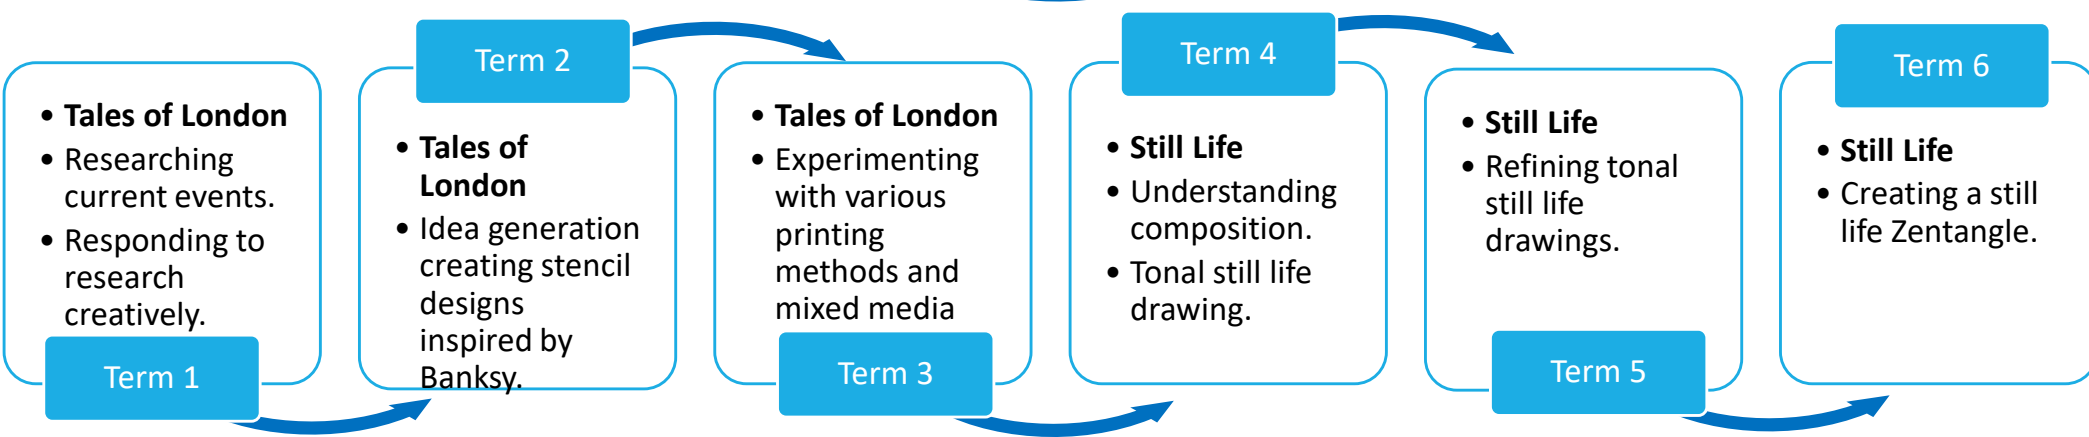 • Tales of London
• Researching
current events.
• Responding to
research
creatively.
Term 1
Term 2
• Tales of
London
• Idea generation
creating stencil
designs
inspired by
Banksy.
• Tales of London
• Experimenting
with various
printing
methods and
mixed media
Term 3
Term 4
• Still Life
• Understanding
composition.
• Tonal still life
drawing.
• Still Life
• Refining tonal
still life
drawings.
Term 5
Term 6
• Still Life
• Creating a still
life Zentangle.